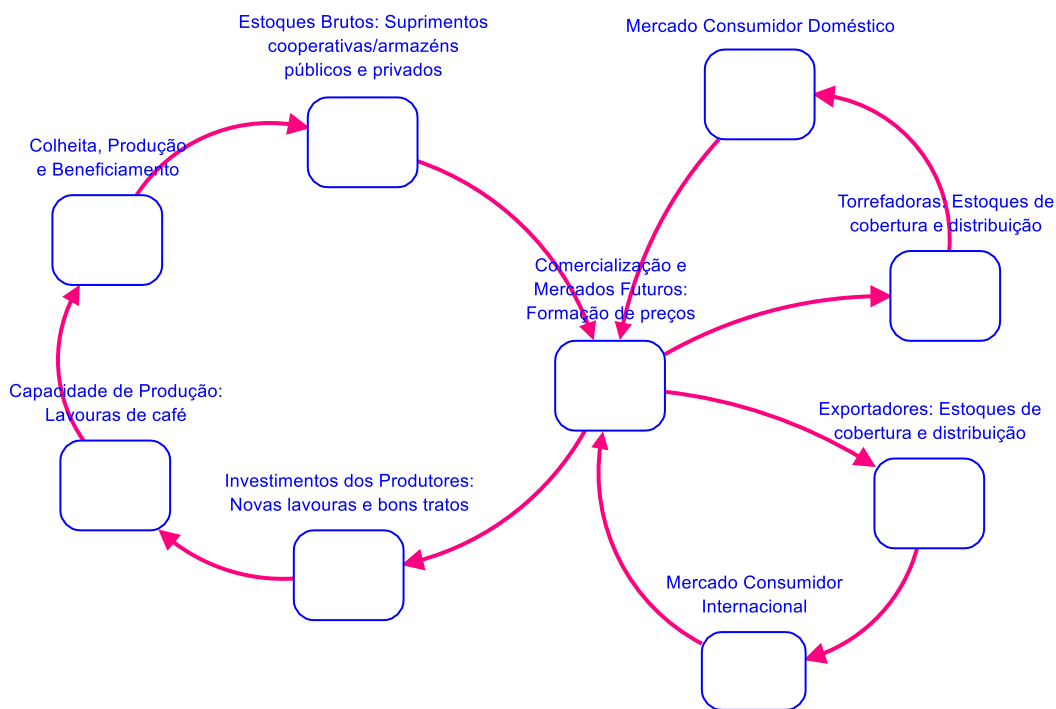 Estoques Brutos: Suprimentos
cooperativas/armazéns
públicos e privados
Mercado Consumidor Doméstico
Colheita, Produção
e Beneficiamento
Torrefadoras: Estoques de
cobertura e distribuição
Comercialização e
Mercados Futuros:
Formação de preços
Capacidade de Produção:
Lavouras de café
Exportadores: Estoques de
cobertura e distribuição
Investimentos dos Produtores:
Novas lavouras e bons tratos
Mercado Consumidor
Internacional